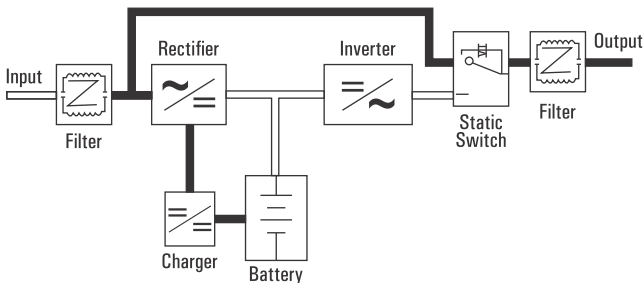 Rectifier
Inverter
Output
Input
Filter
Static
Switch
Filter
Charger
Battery